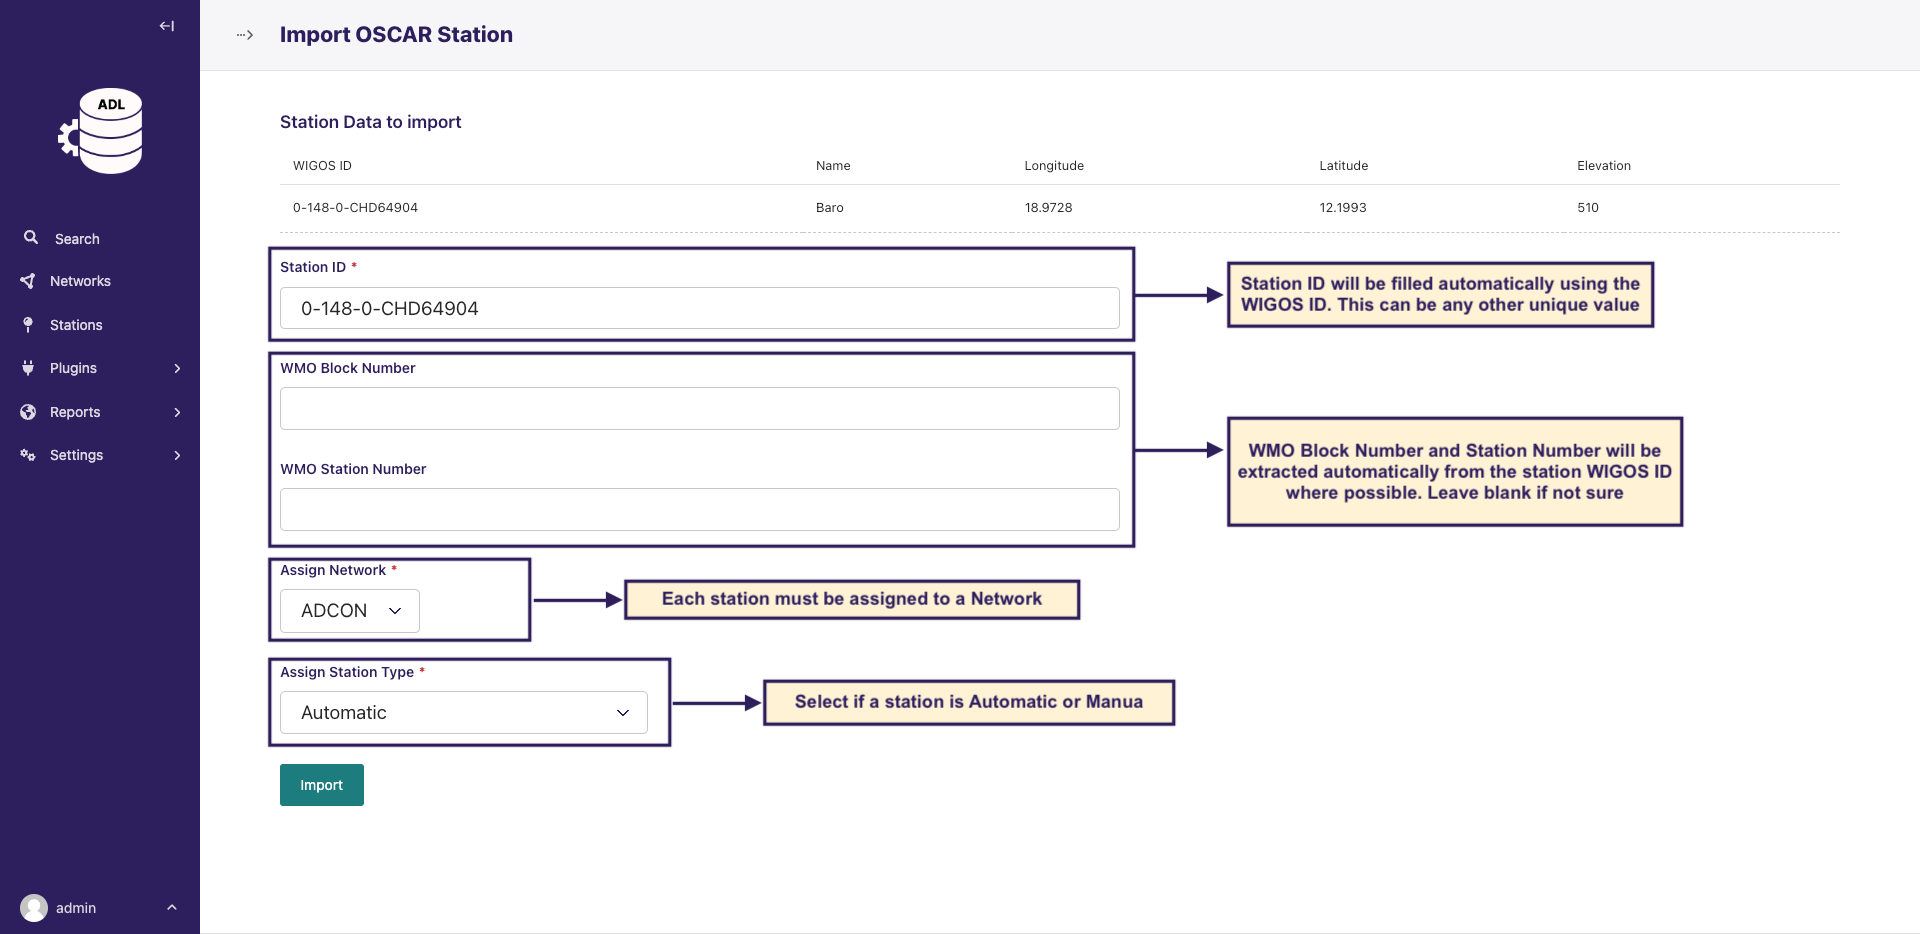 Import OSCAR Station
ADL
Search
Networks
Stations
Plugins
Reports
Settings
admin
Station Data to import
WIGOS ID Name Longitude Latitude Elevation
0-148-0-CHD64904 Baro 18.9728 12.1993 510
Station ID *
0-148-0-CHD64904
Station ID will be filled automatically using the
WIGOS ID. This can be any other unique value
WMO Block Number
WMO Station Number
WMO Block Number and Station Number will be
extracted automatically from the station WIGOS ID
where possible. Leave blank if not sure
Assign Network *
ADCON
Each station must be assigned to a Network
Assign Station Type *
Automatic
Select if a station is Automatic or Manua
Import